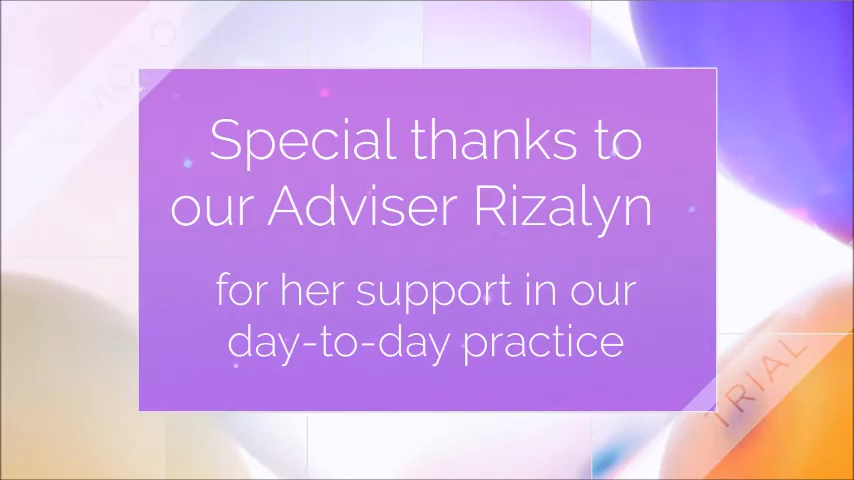 Special thanks to
our Adviser Rizalyn
for her support in our
day-to-day practice
TRIAL